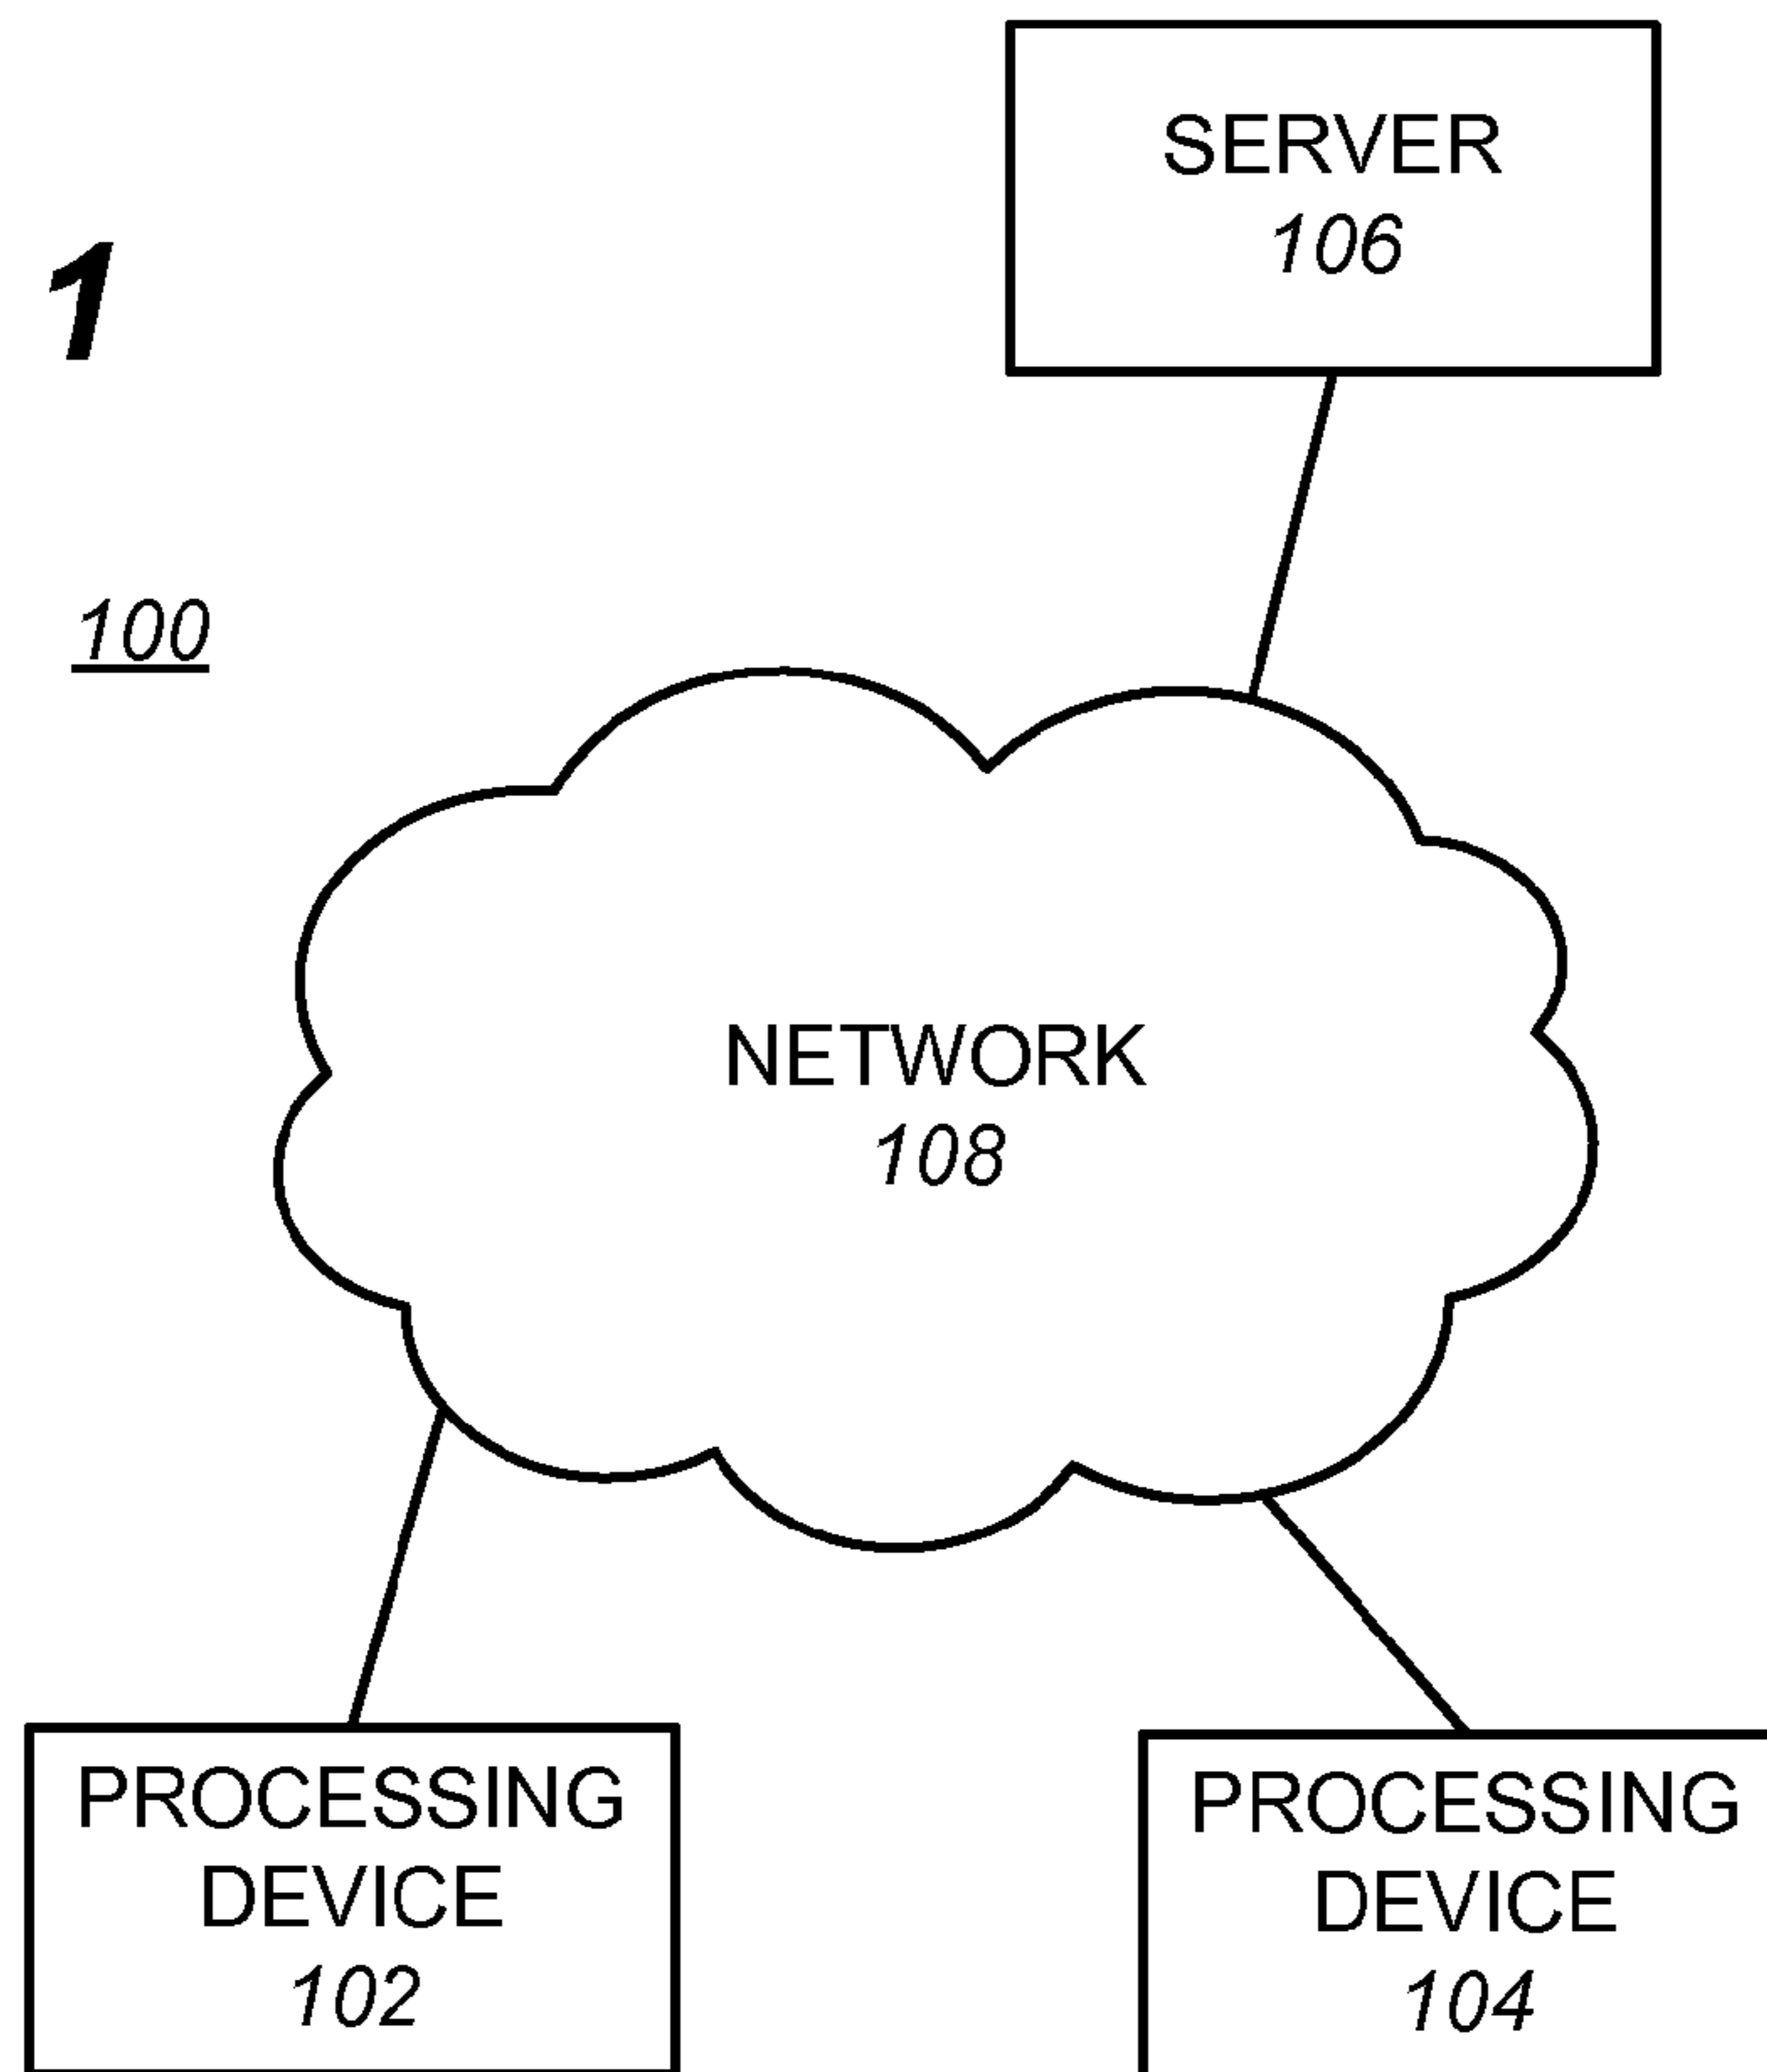 SERVER
106
1
100
NETWORK
108
PROCESSING
DEVICE
102
PROCESSING
DEVICE
104